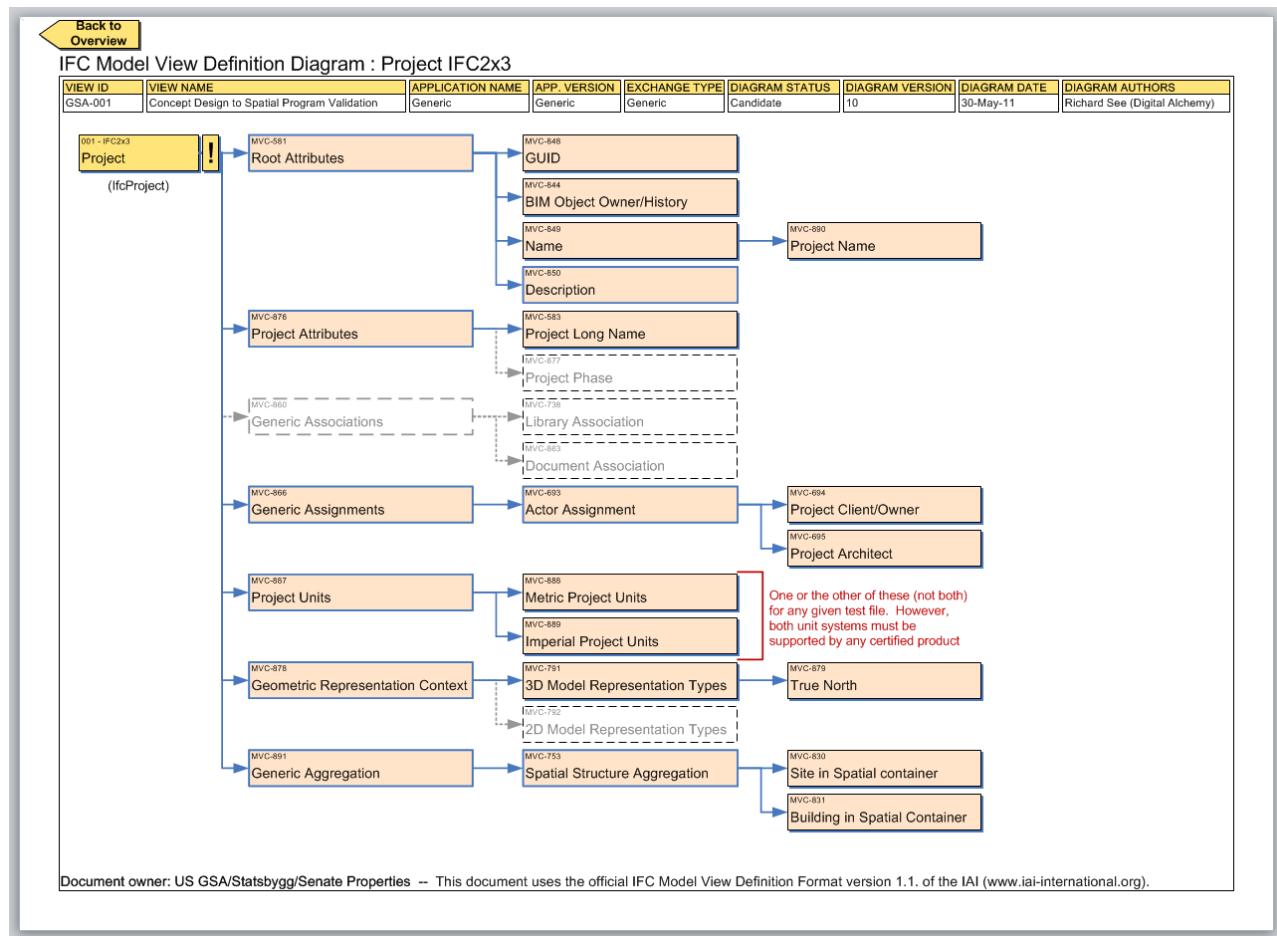 Back to
Overview
IFC Model View Definition Diagram : Project IFC2x3
VIEW ID VIEW NAME APPLICATION NAME APP. VERSION EXCHANGE TYPE DIAGRAM STATUS DIAGRAM VERSION DIAGRAM DATE DIAGRAM AUTHORS
GSA-001 Concept Design to Spatial Program Validation Generic Generic Generic Candidate 10 30-May-11 Richard See (Digital Alchemy)
001 - IFC2x3
Project
!
(IfcProject)
MVC-581
Root Attributes
MVC-848
GUID
MVC-844
BIM Object Owner/History
MVC-849
Name
MVC-890
Project Name
MVC-850
Description
MVC-876
Project Attributes
MVC-583
Project Long Name
MVC-877
Project Phase
MVC-860
Generic Associations
MVC-738
Library Association
MVC-863
Document Association
MVC-866
Generic Assignments
MVC-693
Actor Assignment
MVC-694
Project Client/Owner
MVC-695
Project Architect
MVC-887
Project Units
MVC-888
Metric Project Units
MVC-889
Imperial Project Units
One or the other of these (not both)
for any given test file. However,
both unit systems must be
supported by any certified product
MVC-878
Geometric Representation Context
MVC-791
3D Model Representation Types
MVC-879
True North
MVC-792
2D Model Representation Types
MVC-891
Generic Aggregation
MVC-753
Spatial Structure Aggregation
MVC-830
Site in Spatial container
MVC-831
Building in Spatial Container
Document owner: US GSA/Statsbygg/Senate Properties -- This document uses the official IFC Model View Definition Format version 1.1. of the IAI (www.iai-international.org).